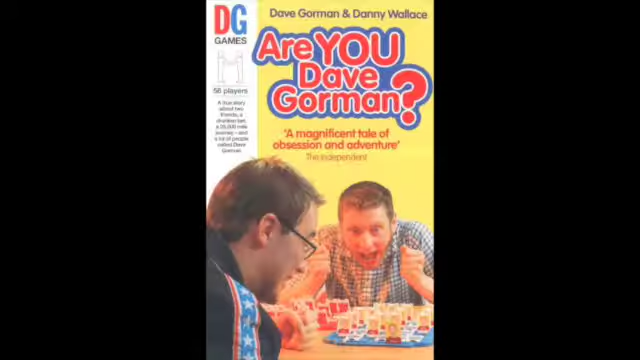 DG
GAMES
56 players
A true story
about two
friends, a
drunken bet,
a 25,000 mile
journey – and
a lot of people
called Dave
Gorman
Dave Gorman & Danny Wallace
Are YOU
Dave
Gorman?
'A magnificent tale of
obsession and adventure'
The Independent